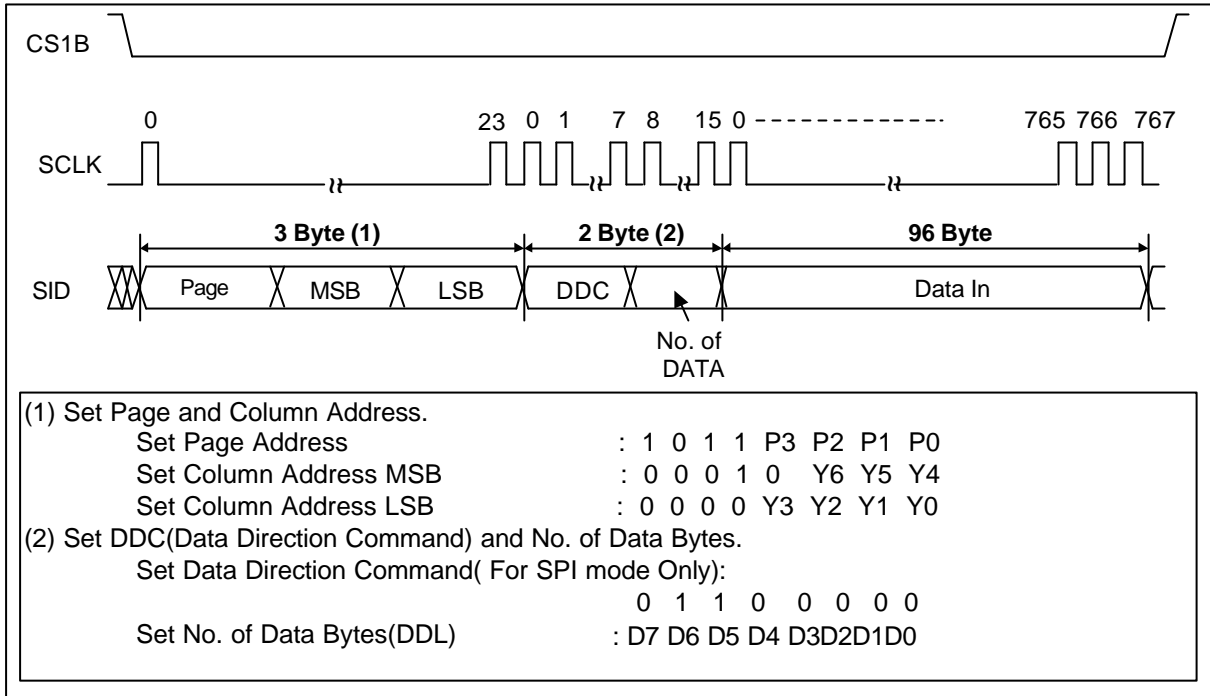 CS1B
0 23 0 1 7 8 15 0 765 766 767
SCLK
3 Byte (1) 2 Byte (2) 96 Byte
SID Page MSB LSB DDC Data In
No. of
DATA
(1) Set Page and Column Address.
Set Page Address : 1 0 1 1 P3 P2 P1 P0
Set Column Address MSB : 0 0 0 1 0 Y6 Y5 Y4
Set Column Address LSB : 0 0 0 0 Y3 Y2 Y1 Y0
(2) Set DDC(Data Direction Command) and No. of Data Bytes.
Set Data Direction Command( For SPI mode Only):
0 1 1 0 0 0 0 0
Set No. of Data Bytes(DDL) : D7 D6 D5 D4 D3D2D1D0